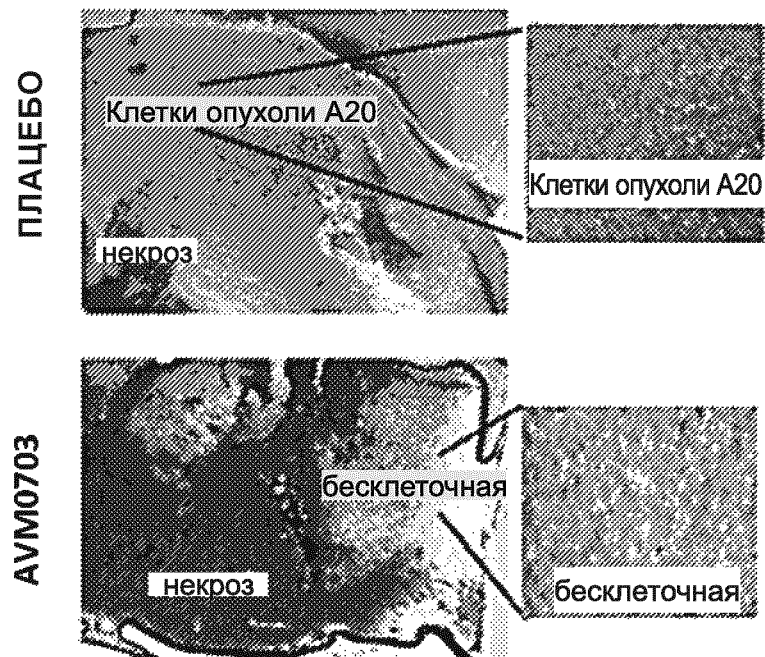 ПЛАЦЕБО
Клетки опухоли А20
Клетки опухоли А20
некроз
AVM0703
бесклеточная
некроз
бесклеточная